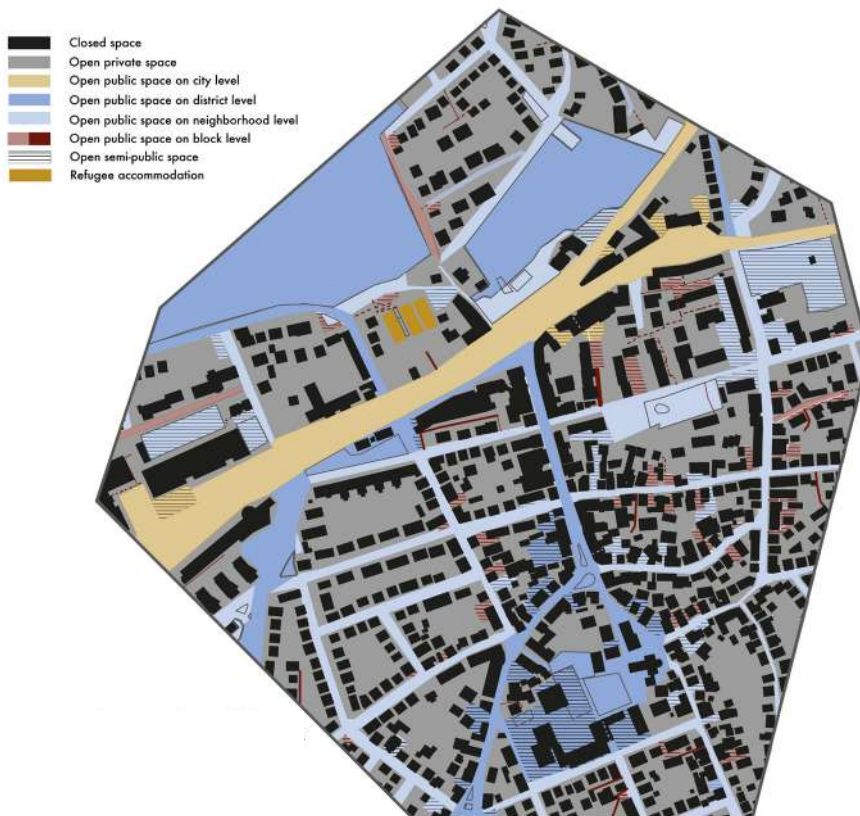 Closed space
Open private space
Open public space on city level
Open public space on district level
Open public space on neighborhood level
Open public space on block level
Open semi-public space
Refugee accommodation